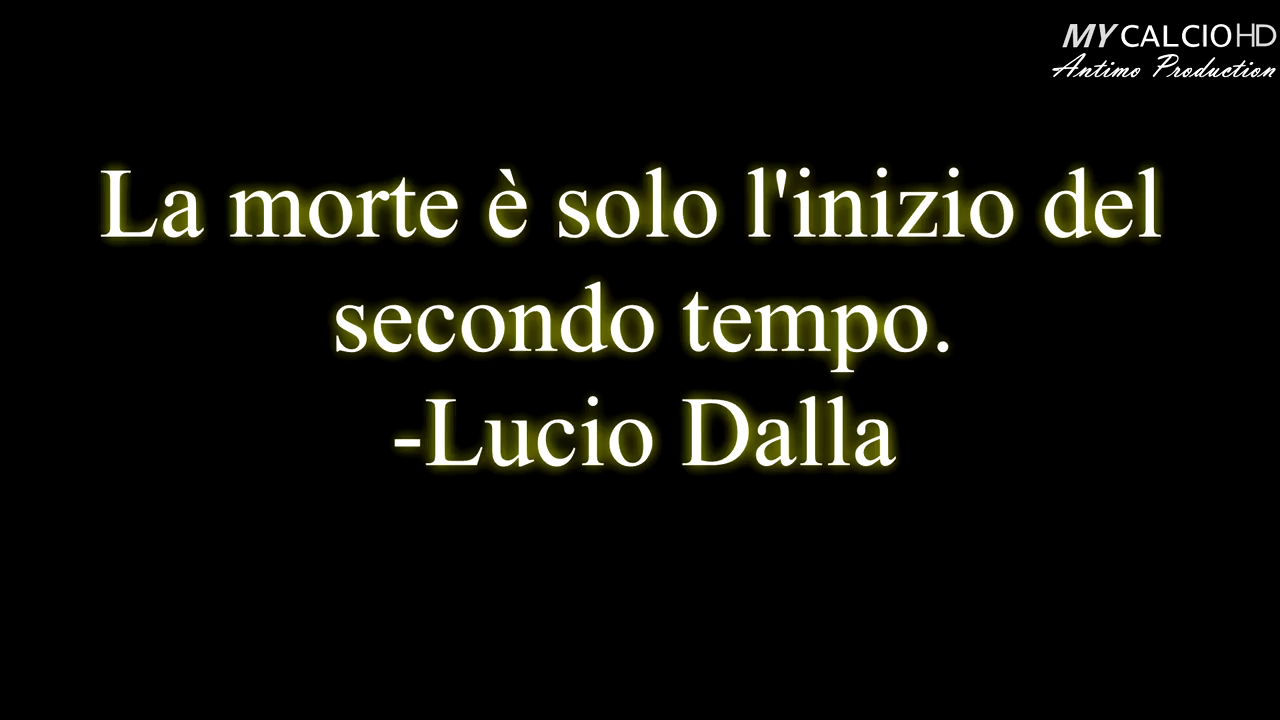 MY CALCIO HD
Antimo Production
La morte è solo l'inizio del
secondo tempo.
-Lucio Dalla